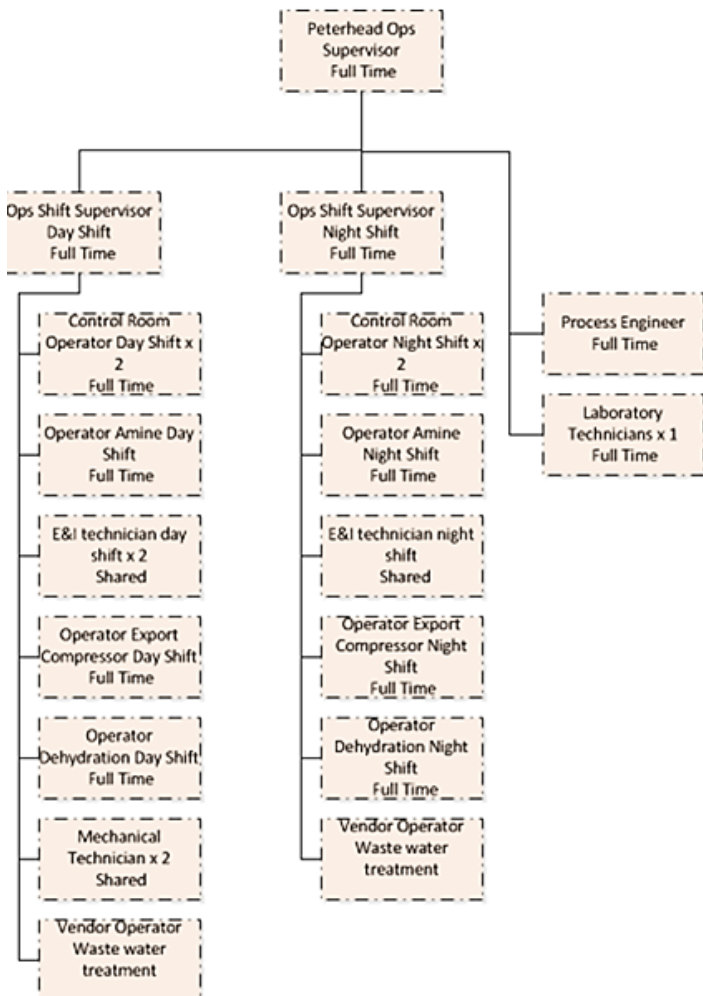 Peterhead Ops
Supervisor
Full Time
Ops Shift Supervisor
Day Shift
Full Time
Ops Shift Supervisor
Night Shift
Full Time
Control Room
Operator Day Shift x
2
Full Time
Operator Amine Day
Shift
Full Time
E&I technician day
shift x 2
Shared
Operator Export
Compressor Day Shift
Full Time
Operator
Dehydration Day Shift
Full Time
Mechanical
Technician x 2
Shared
Vendor Operator
Waste water
treatment
Control Room
Operator Night Shift x
2
Full Time
Operator Amine
Night Shift
Full Time
E&I technician night
shift
Shared
Operator Export
Compressor Night
Shift
Full Time
Operator
Dehydration Night
Shift
Full Time
Vendor Operator
Waste water
treatment
Process Engineer
Full Time
Laboratory
Technicians x 1
Full Time